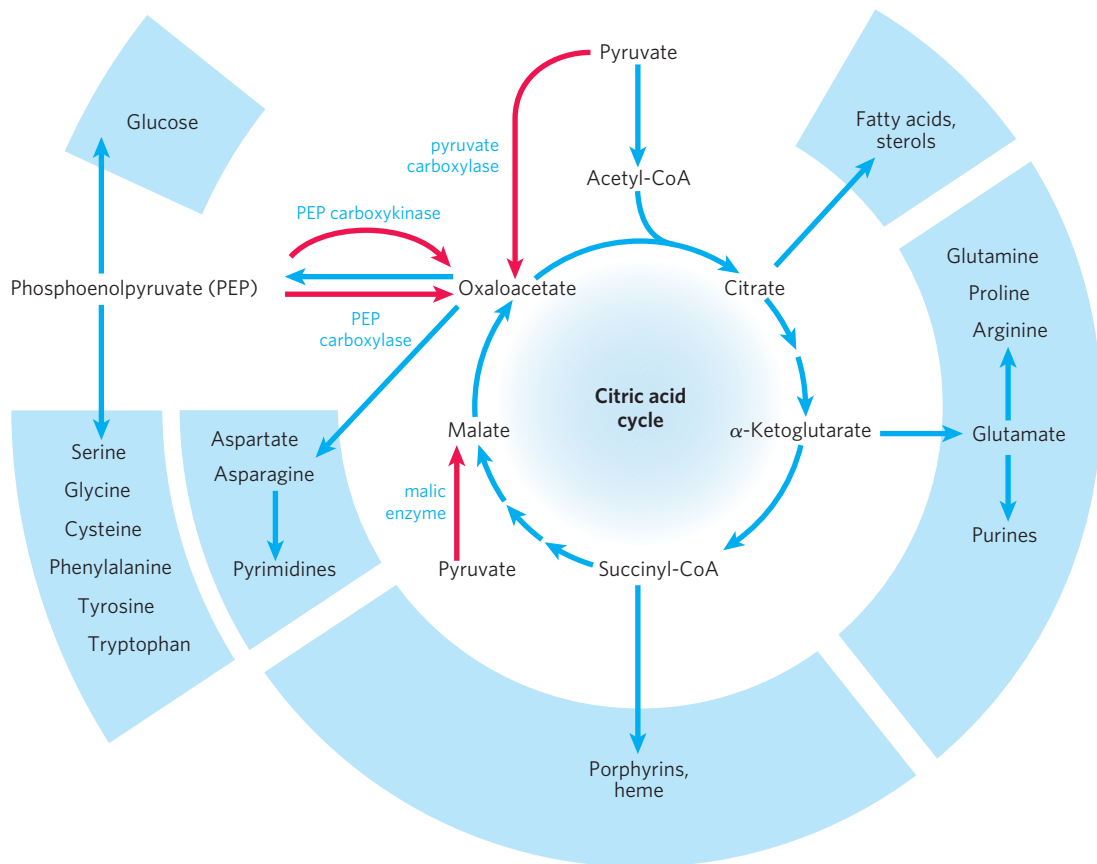 Pyruvate
Glucose
Fatty acids,
sterols
pyruvate
carboxylase
Acetyl-CoA
PEP carboxykinase
Glutamine
Phosphoenolpyruvate (PEP)
Oxaloacetate
Citrate
Proline
Arginine
PEP
carboxylase
Citric acid
cycle
Malate
α-Ketoglutarate
Glutamate
Aspartate
Asparagine
Serine
Glycine
Cysteine
Phenylalanine
Tyrosine
Tryptophan
malic
enzyme
Pyrimidines
Pyruvate
Succinyl-CoA
Purines
Porphyrins,
heme